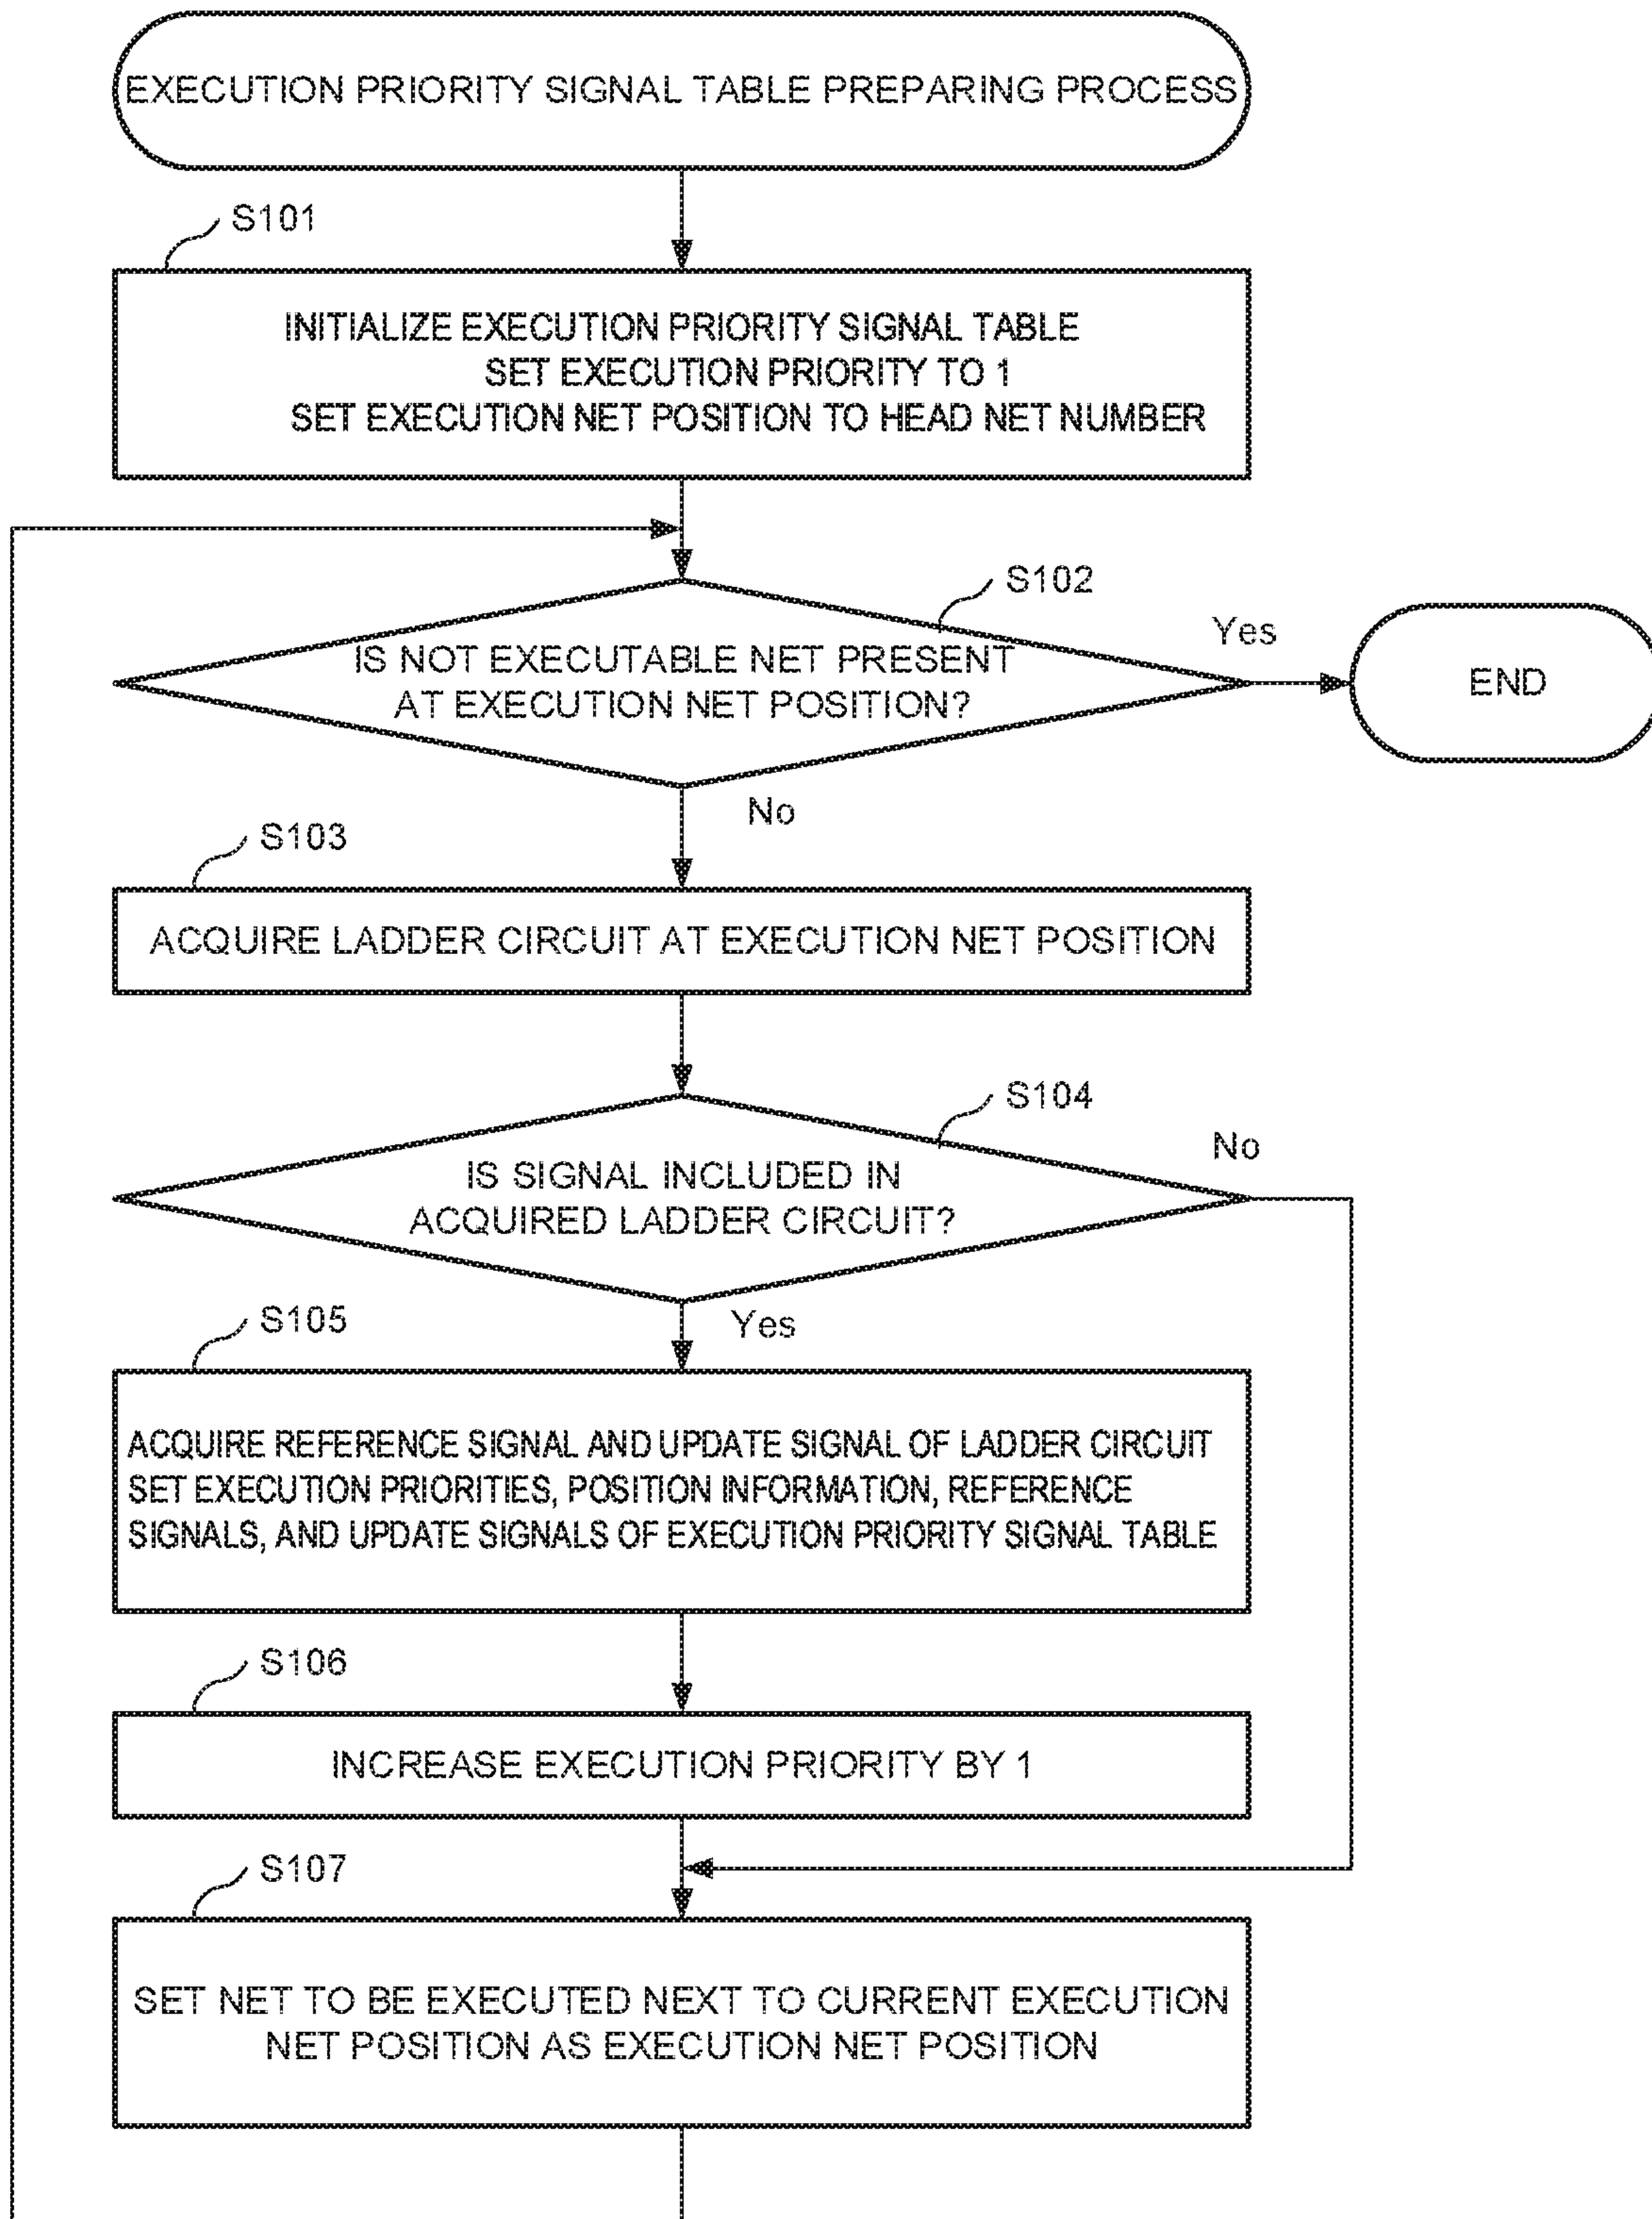 EXECUTION PRIORITY SIGNAL TABLE PREPARING PROCESS
S101
INITIALIZE EXECUTION PRIORITY SIGNAL TABLE
SET EXECUTION PRIORITY TO 1
SET EXECUTION NET POSITION TO HEAD NET NUMBER
S102
IS NOT EXECUTABLE NET PRESENT
AT EXECUTION NET POSITION?
Yes
END
No
S103
ACQUIRE LADDER CIRCUIT AT EXECUTION NET POSITION
S104
IS SIGNAL INCLUDED IN
ACQUIRED LADDER CIRCUIT?
No
Yes
S105
ACQUIRE REFERENCE SIGNAL AND UPDATE SIGNAL OF LADDER CIRCUIT
SET EXECUTION PRIORITIES, POSITION INFORMATION, REFERENCE
SIGNALS, AND UPDATE SIGNALS OF EXECUTION PRIORITY SIGNAL TABLE
S106
INCREASE EXECUTION PRIORITY BY 1
S107
SET NET TO BE EXECUTED NEXT TO CURRENT EXECUTION
NET POSITION AS EXECUTION NET POSITION